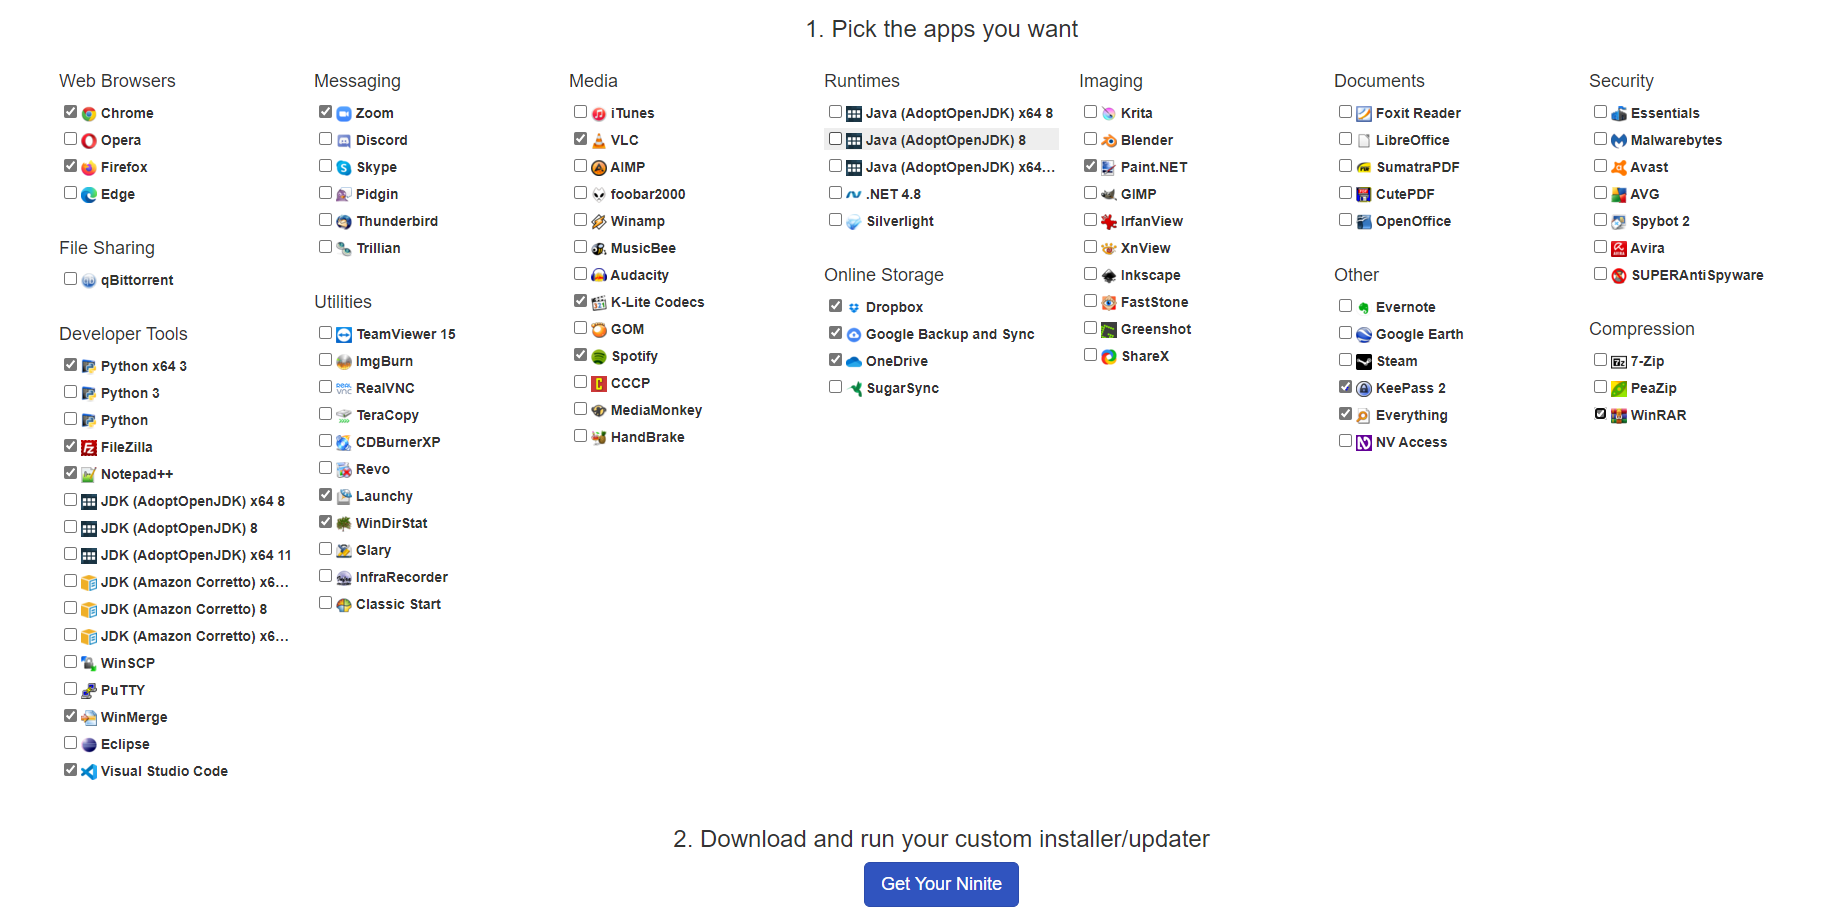 1. Pick the apps you want
Web Browsers
Chrome
Opera
Firefox
Edge
File Sharing
qBittorrent
Developer Tools
Python x64 3
Python 3
Python
FileZilla
Notepad++
JDK (AdoptOpenJDK) x64 8
JDK (AdoptOpenJDK) 8
JDK (AdoptOpenJDK) x64 11
JDK (Amazon Corretto) x6...
JDK (Amazon Corretto) 8
JDK (Amazon Corretto) x6...
WinSCP
PuTTY
WinMerge
Eclipse
Visual Studio Code
Messaging
Zoom
Discord
Skype
Pidgin
Thunderbird
Trillian
Utilities
TeamViewer 15
ImgBurn
RealVNC
TeraCopy
CDBurnerXP
Revo
Launchy
WinDirStat
Glary
InfraRecorder
Classic Start
Media
iTunes
VLC
AIMP
foobar2000
Winamp
MusicBee
Audacity
K-Lite Codecs
GOM
Spotify
CCCP
MediaMonkey
HandBrake
Runtimes
Java (AdoptOpenJDK) x64 8
Java (AdoptOpenJDK) 8
Java (AdoptOpenJDK) x64...
.NET 4.8
Silverlight
Online Storage
Dropbox
Google Backup and Sync
OneDrive
SugarSync
Imaging
Krita
Blender
Paint.NET
GIMP
IrfanView
XnView
Inkscape
FastStone
Greenshot
ShareX
Documents
Foxit Reader
LibreOffice
SumatraPDF
CutePDF
OpenOffice
Other
Evernote
Google Earth
Steam
KeePass 2
Everything
NV Access
Security
Essentials
Malwarebytes
Avast
AVG
Spybot 2
Avira
SUPERAntiSpyware
Compression
7-Zip
PeaZip
WinRAR
2. Download and run your custom installer/updater
Get Your Ninite